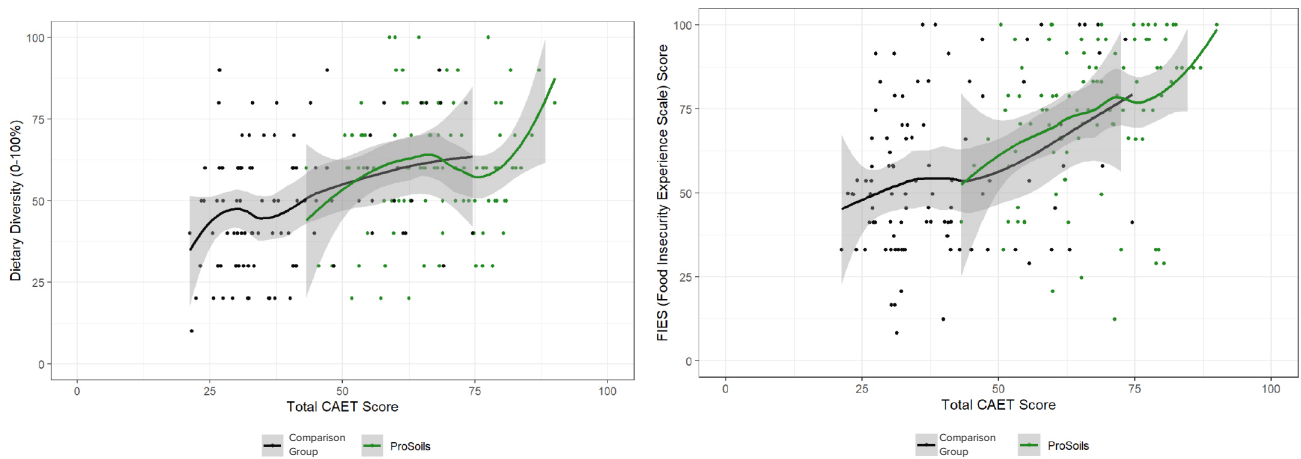 Dietary Diversity (0-100%)
100
75
50
25
0
0 25 50 75 100
Total CAET Score
Comparison
Group
ProSoils
FIES (Food Insecurity Experience Scale) Score
100
75
50
25
0
0 25 50 75 100
Total CAET Score
Comparison
Group
ProSoils